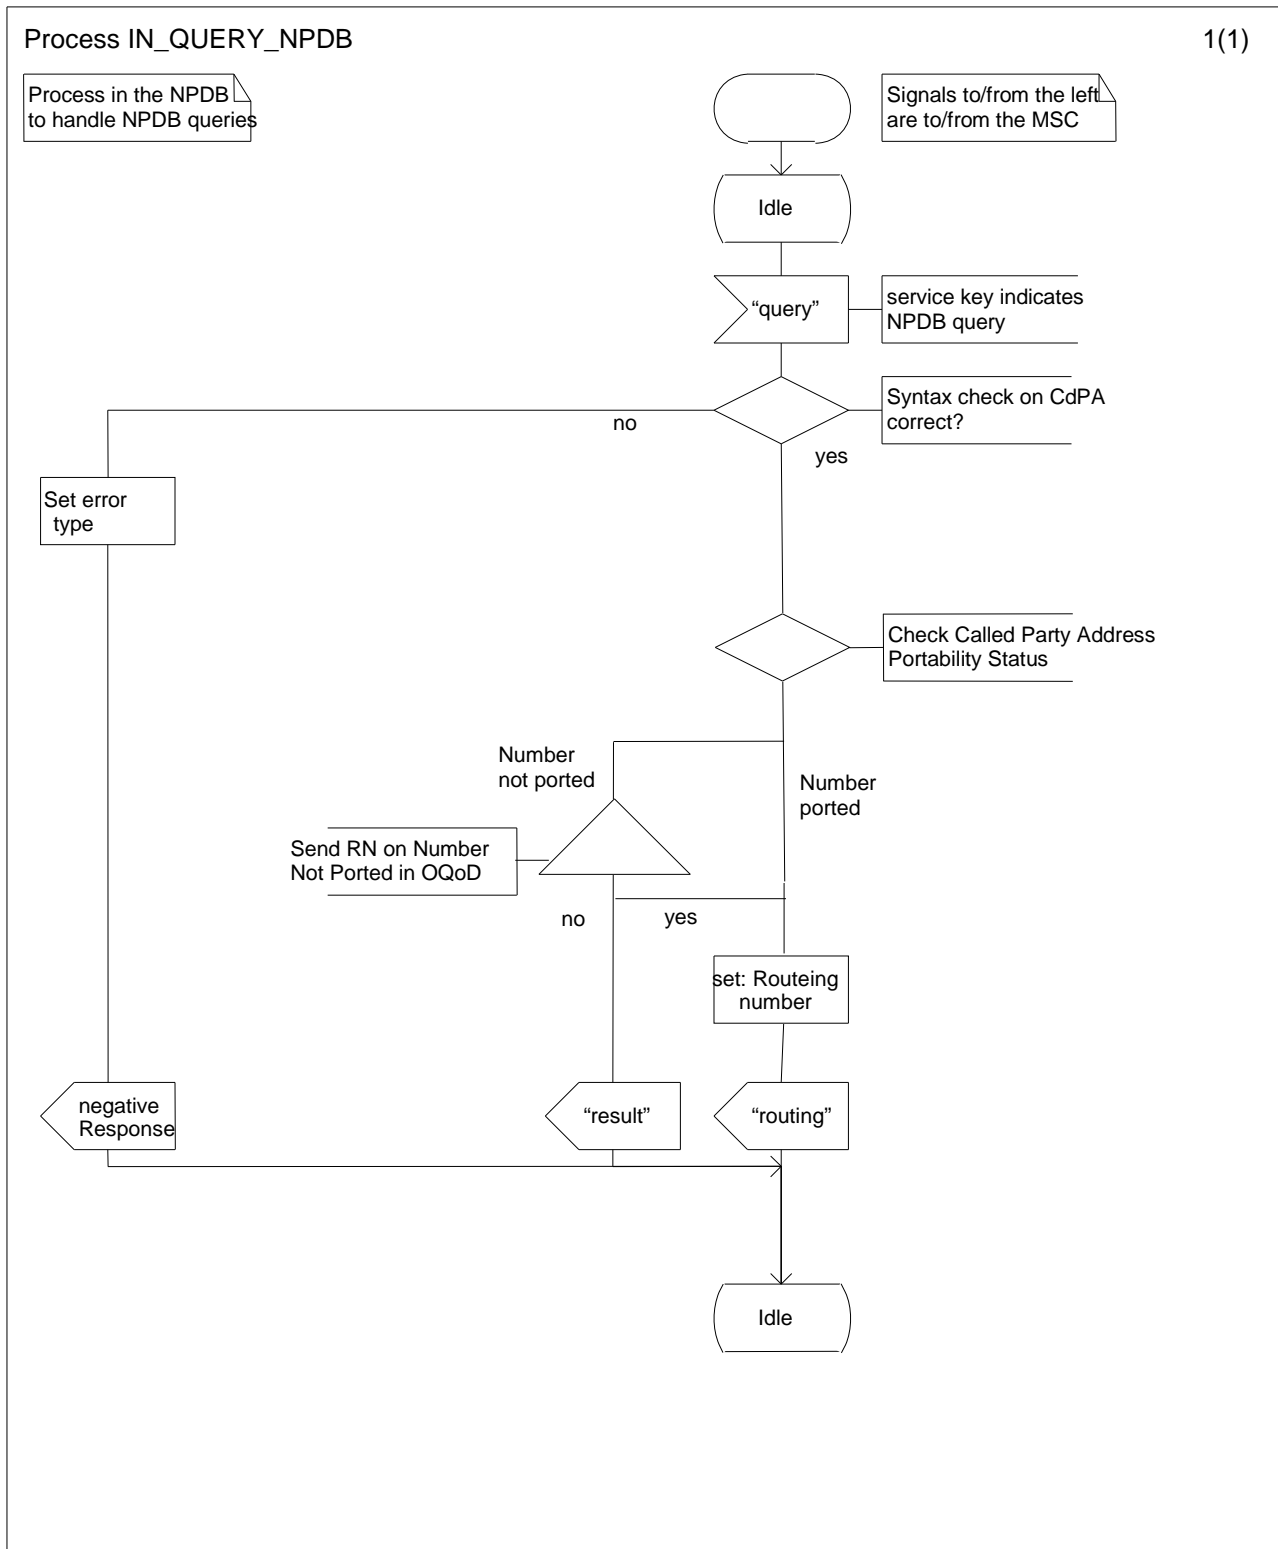 Process IN_QUERY_NPDB
1(1)
Process in the NPDB
to handle NPDB queries
Signals to/from the left
are to/from the MSC
Idle
“query”
service key indicates
NPDB query
Syntax check on CdPA
correct?
no
yes
Set error
type
Check Called Party Address
Portability Status
Number
not ported
Number
ported
Send RN on Number
Not Ported in OQoD
no
yes
set: Routeing
number
negative
Response
“result”
“routing”
Idle